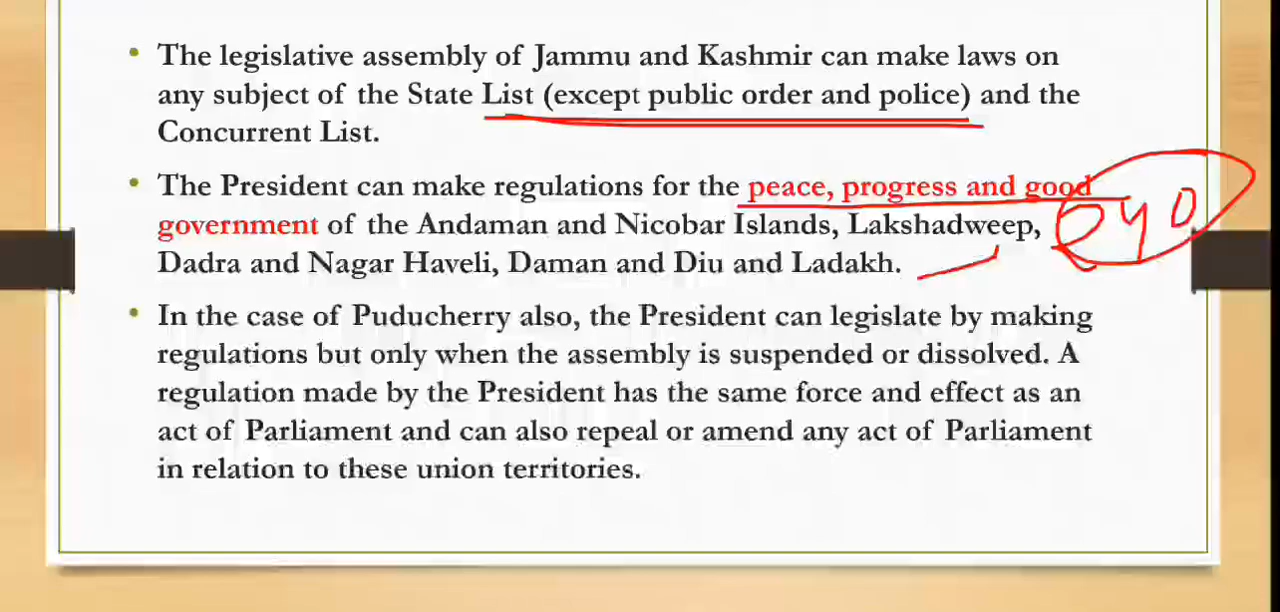 • The legislative assembly of Jammu and Kashmir can make laws on
any subject of the State List (except public order and police) and the
Concurrent List.
• The President can make regulations for the peace, progress and good
government of the Andaman and Nicobar Islands, Lakshadweep,
Dadra and Nagar Haveli, Daman and Diu and Ladakh.
• In the case of Puducherry also, the President can legislate by making
regulations but only when the assembly is suspended or dissolved. A
regulation made by the President has the same force and effect as an
act of Parliament and can also repeal or amend any act of Parliament
in relation to these union territories.